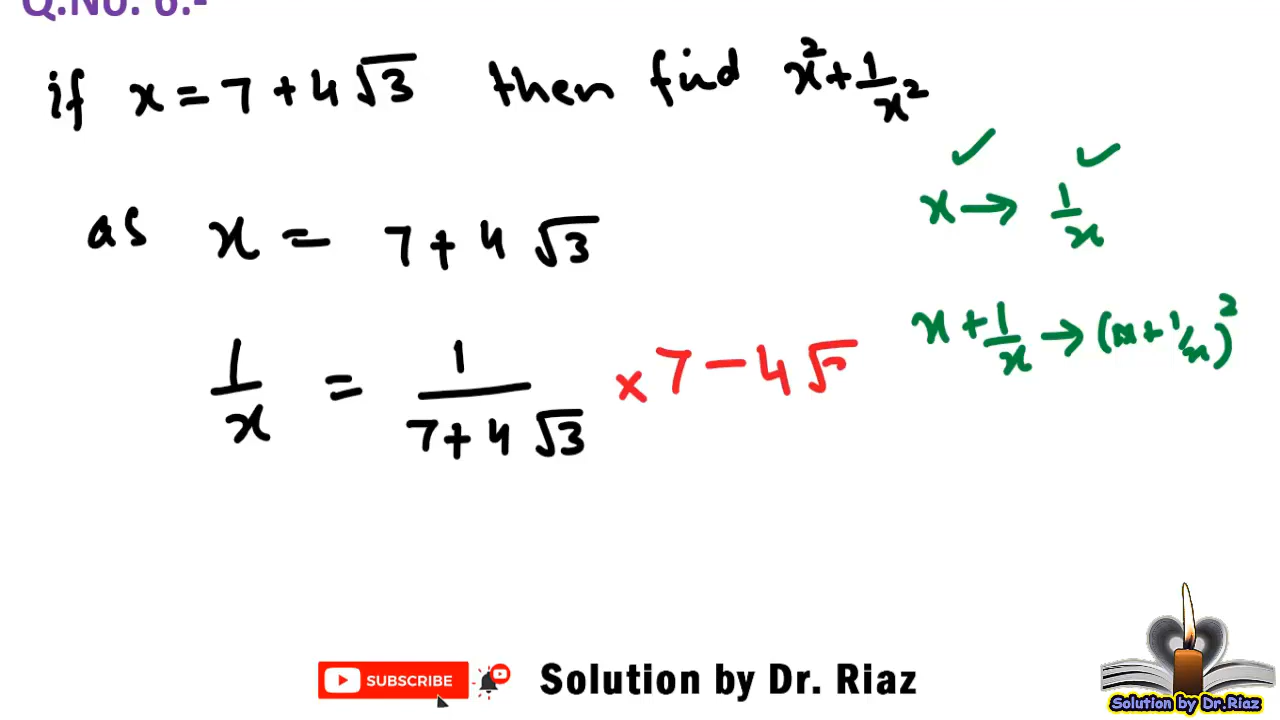 Q.No. 6.-
if x = 7 + 4√3 then find x² + 1/x²
as x = 7 + 4√3
x → 1/x
1/x = 1/(7 + 4√3) × 7 - 4√
x + 1/x → (x + 1/x)²
SUBSCRIBE
Solution by Dr. Riaz
Solution by Dr.Riaz